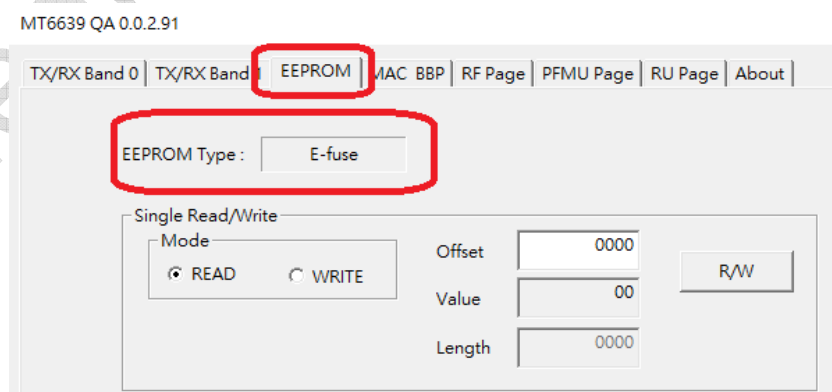 MT6639 QA 0.0.2.91
TX/RX Band 0 TX/RX Band 1 EEPROM MAC BBP RF Page PFMU Page RU Page About
EEPROM Type : E-fuse
Single Read/Write
Mode
READ WRITE
Offset 0000
R/W
Value 00
Length 0000